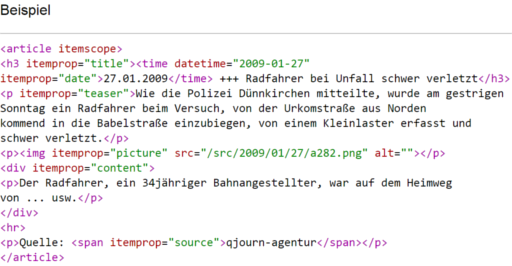 Beispiel
<article itemscope>
<h3 itemprop="title"><time datetime="2009-01-27"
itemprop="date">27.01.2009</time> +++ Radfahrer bei Unfall schwer verletzt</h3>
<p itemprop="teaser">Wie die Polizei Dünnkirchen mitteilte, wurde am gestrigen
Sonntag ein Radfahrer beim Versuch, von der Urkomstraße aus Norden
kommend in die Babelstraße einzubiegen, von einem Kleinlaster erfasst und
schwer verletzt.</p>
<p><img itemprop="picture" src="/src/2009/01/27/a282.png" alt=""></p>
<div itemprop="content">
<p>Der Radfahrer, ein 34jähriger Bahnangestellter, war auf dem Heimweg
von ... usw.</p>
</div>
<hr>
<p>Quelle: <span itemprop="source">qjourn-agentur</span></p>
</article>